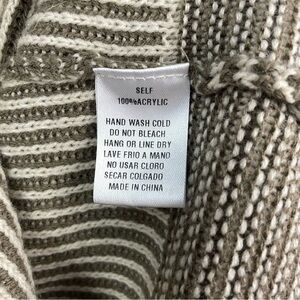 SELF
100%ACRYLIC
HAND WASH COLD
DO NOT BLEACH
HANG OR LINE DRY
LAVE FRIO A MANO
NO USAR CLORO
SECAR COLGADO
MADE IN CHINA